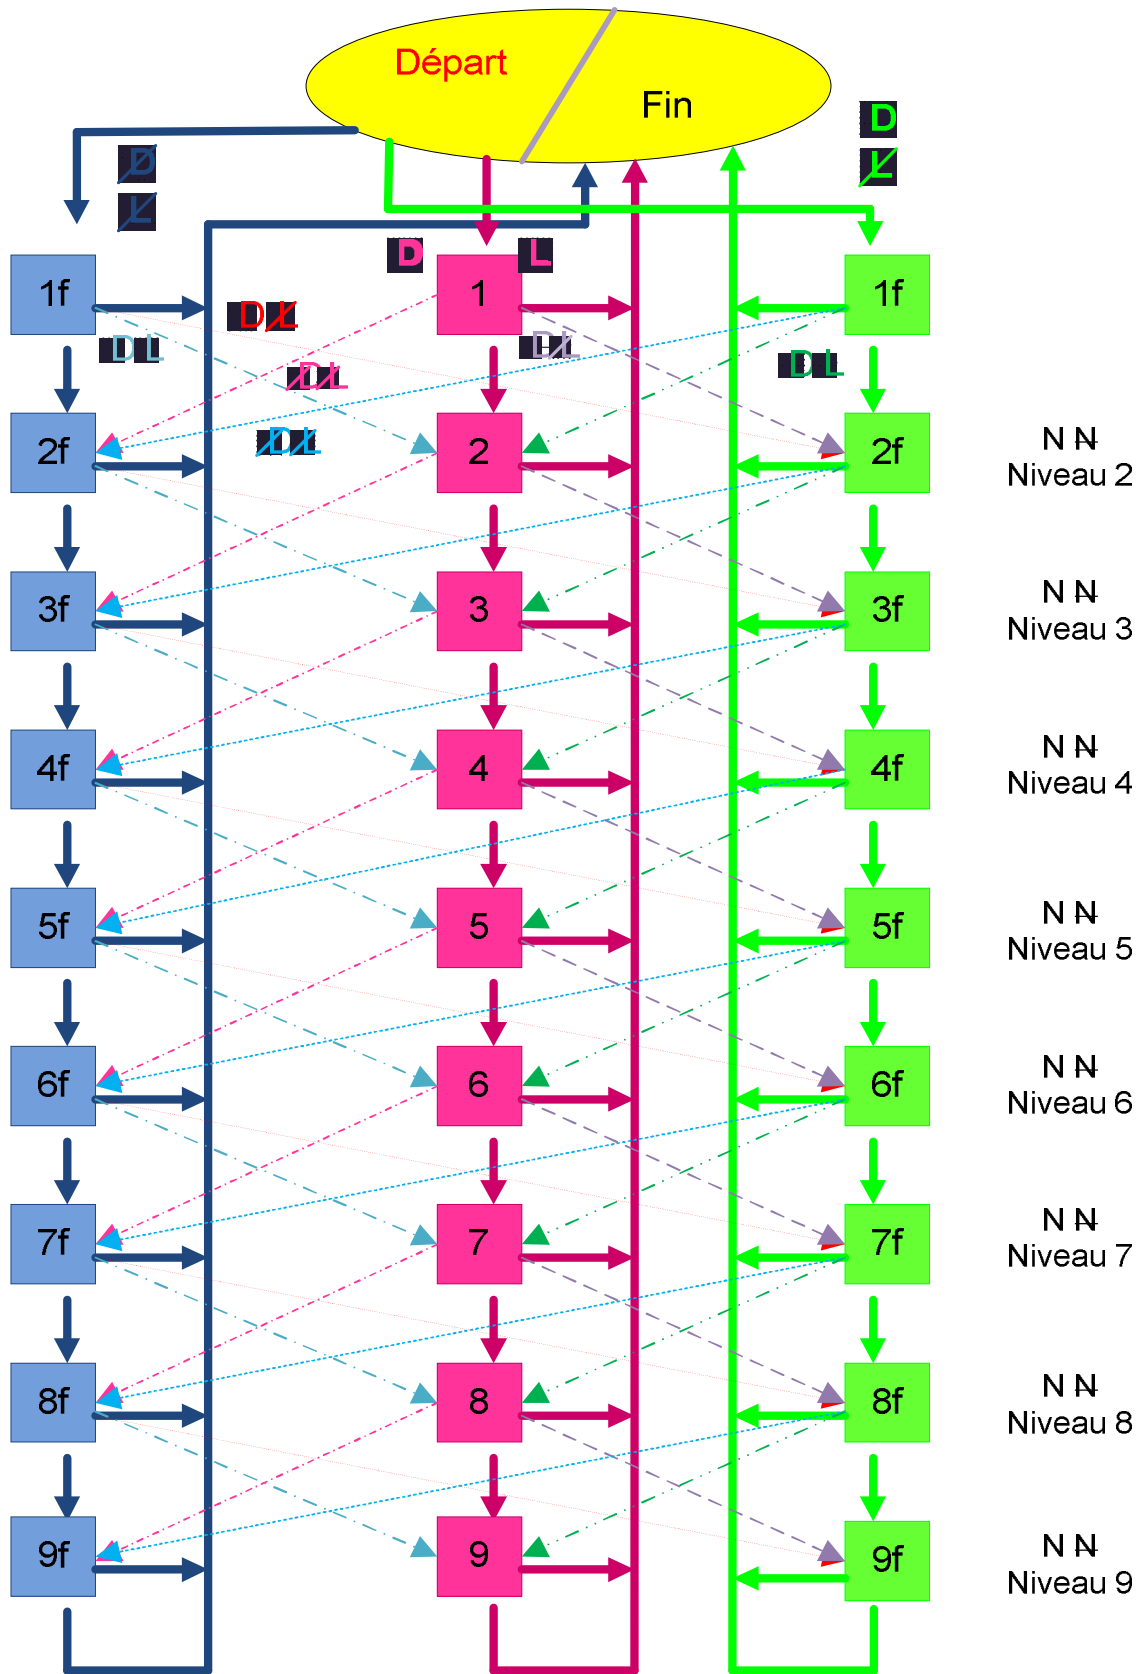 Départ
Fin
D
L
D
L
D L
1f 1 1f
D L
D L
D L
D L
D L
2f 2 2f
N N
Niveau 2
3f 3 3f
N N
Niveau 3
4f 4 4f
N N
Niveau 4
5f 5 5f
N N
Niveau 5
6f 6 6f
N N
Niveau 6
7f 7 7f
N N
Niveau 7
8f 8 8f
N N
Niveau 8
9f 9 9f
N N
Niveau 9